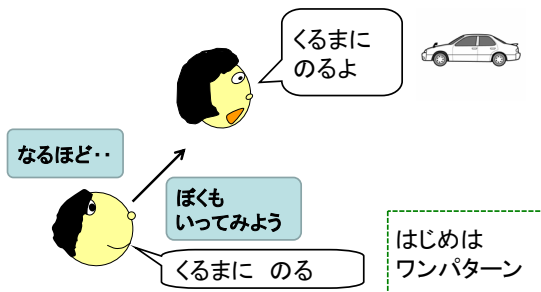 くるまに
のるよ
なるほど‥
ぼくも
いってみよう
くるまに　のる
はじめは
ワンパターン